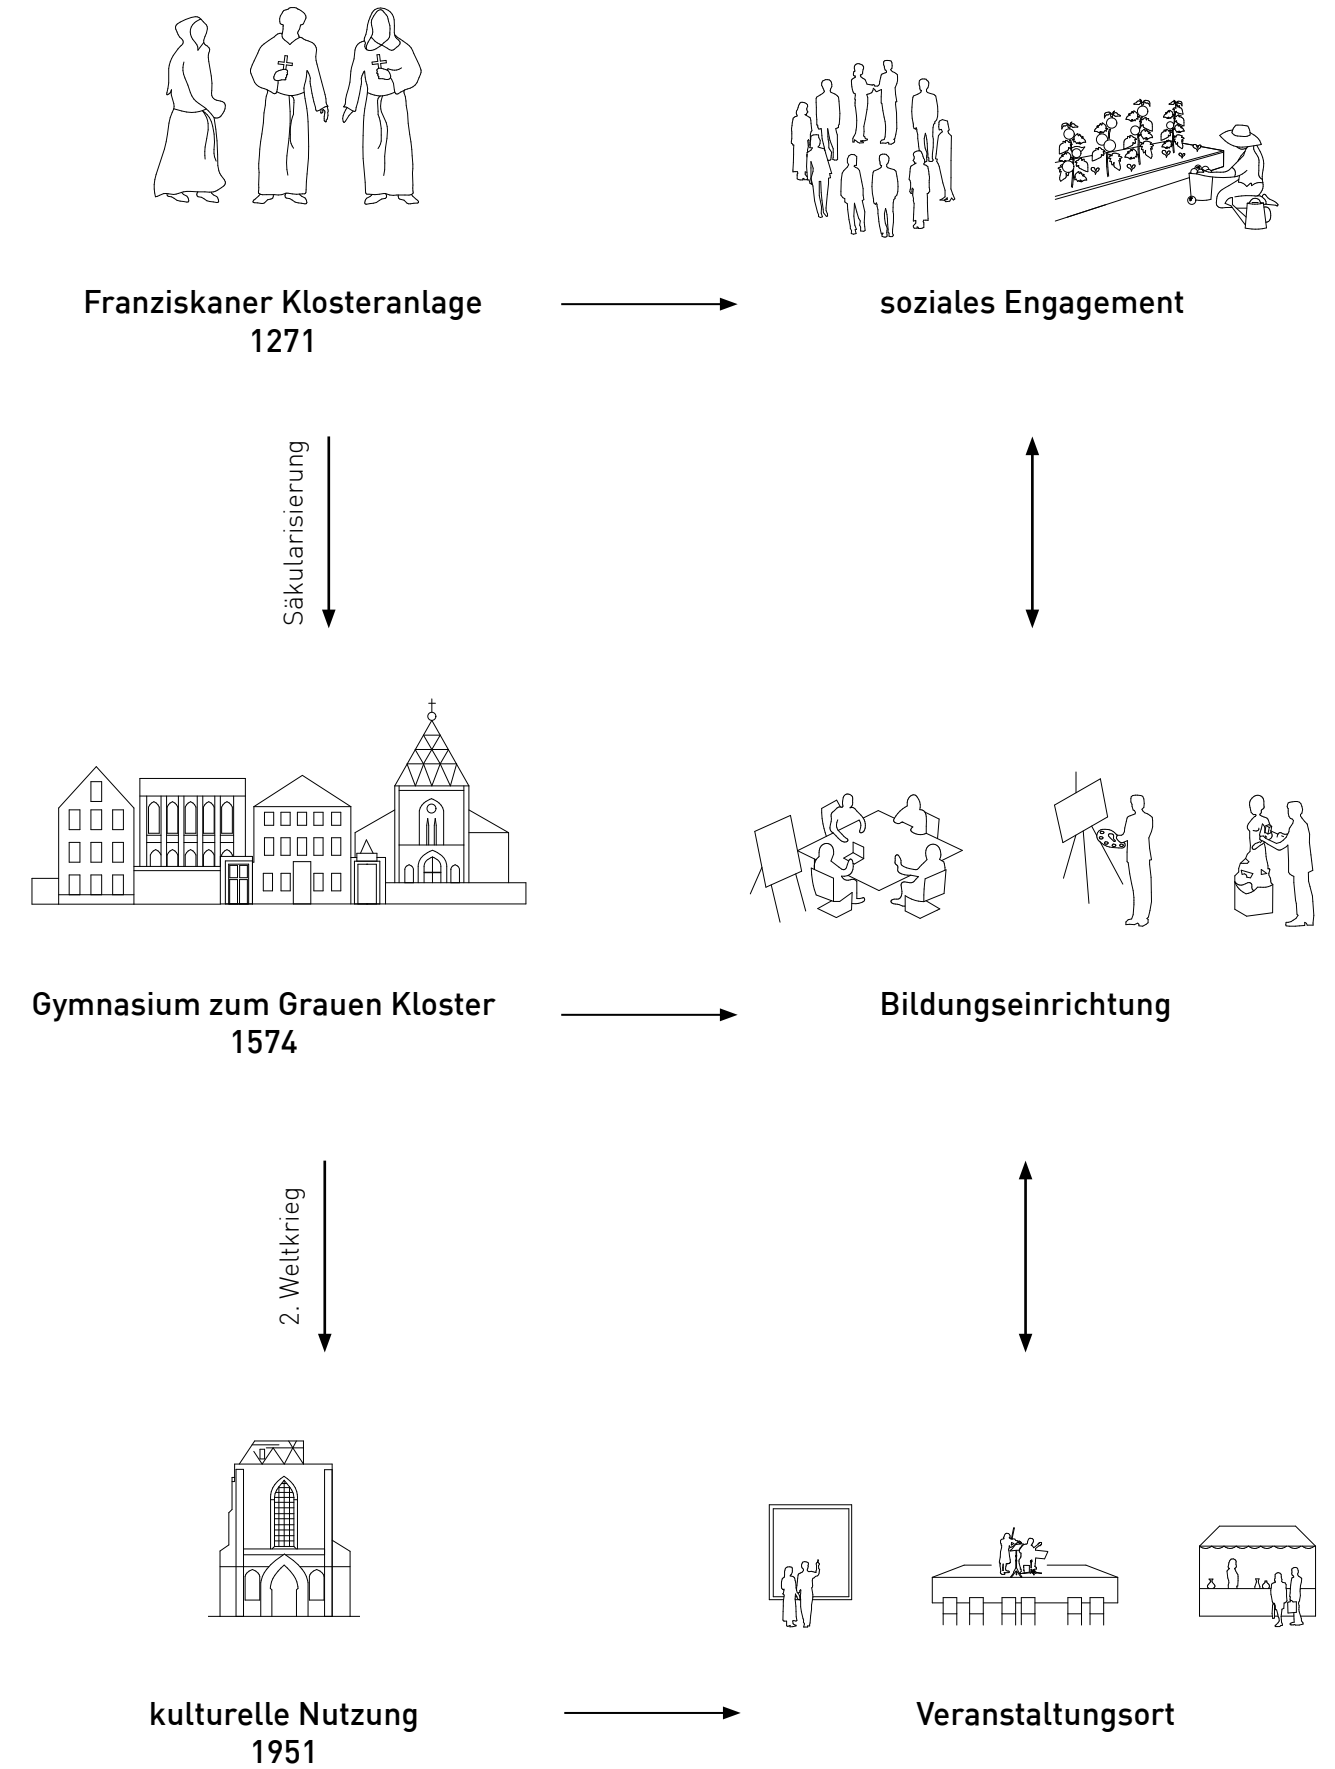 Franziskaner Klosteranlage
1271
soziales Engagement
Säkularisierung
Gymnasium zum Grauen Kloster
1574
Bildungseinrichtung
2. Weltkrieg
kulturelle Nutzung
1951
Veranstaltungsort